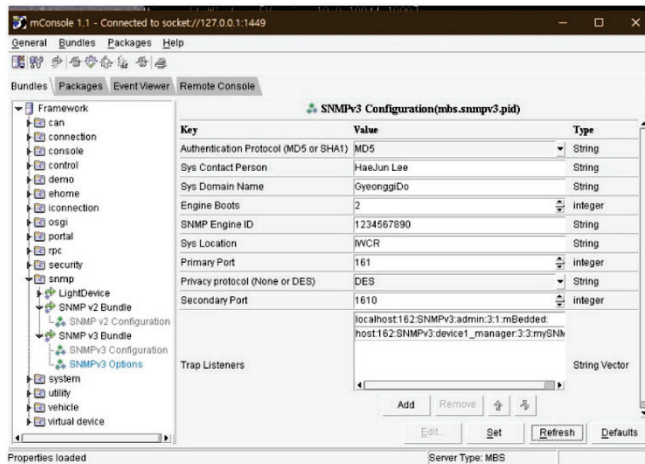 mConsole 1.1 - Connected to socket://127.0.0.1:1449
General Bundles Packages Help
Bundles Packages Event Viewer Remote Console
Framework
can
connection
console
control
demo
ehome
iconnection
osgi
portal
rpc
security
snmp
LightDevice
SNMP v2 Bundle
SNMP v2 Configuration
SNMP v3 Bundle
SNMPv3 Configuration
SNMPv3 Options
system
utility
vehicle
virtual device
SNMPv3 Configuration(mbs.snmpv3.pid)
Key Value Type
Authentication Protocol (MD5 or SHA1) MD5 String
Sys Contact Person HaeJun Lee String
Sys Domain Name GyeonggiDo String
Engine Boots 2 integer
SNMP Engine ID 1234567890 String
Sys Location IWCR String
Primary Port 161 integer
Privacy protocol (None or DES) DES String
Secondary Port 1610 integer
localhost:162:SNMPv3:admin:3:1:mBedded:
host:162:SNMPv3:device1_manager:3:3:mySNM
Trap Listeners String Vector
Add Remove
Edit... Set Refresh Defaults
Properties loaded Server Type: MBS